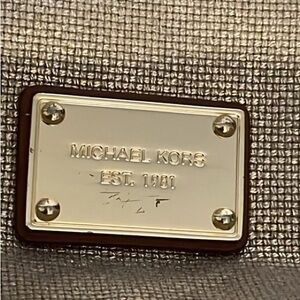 MICHAEL KORS
EST. 1981